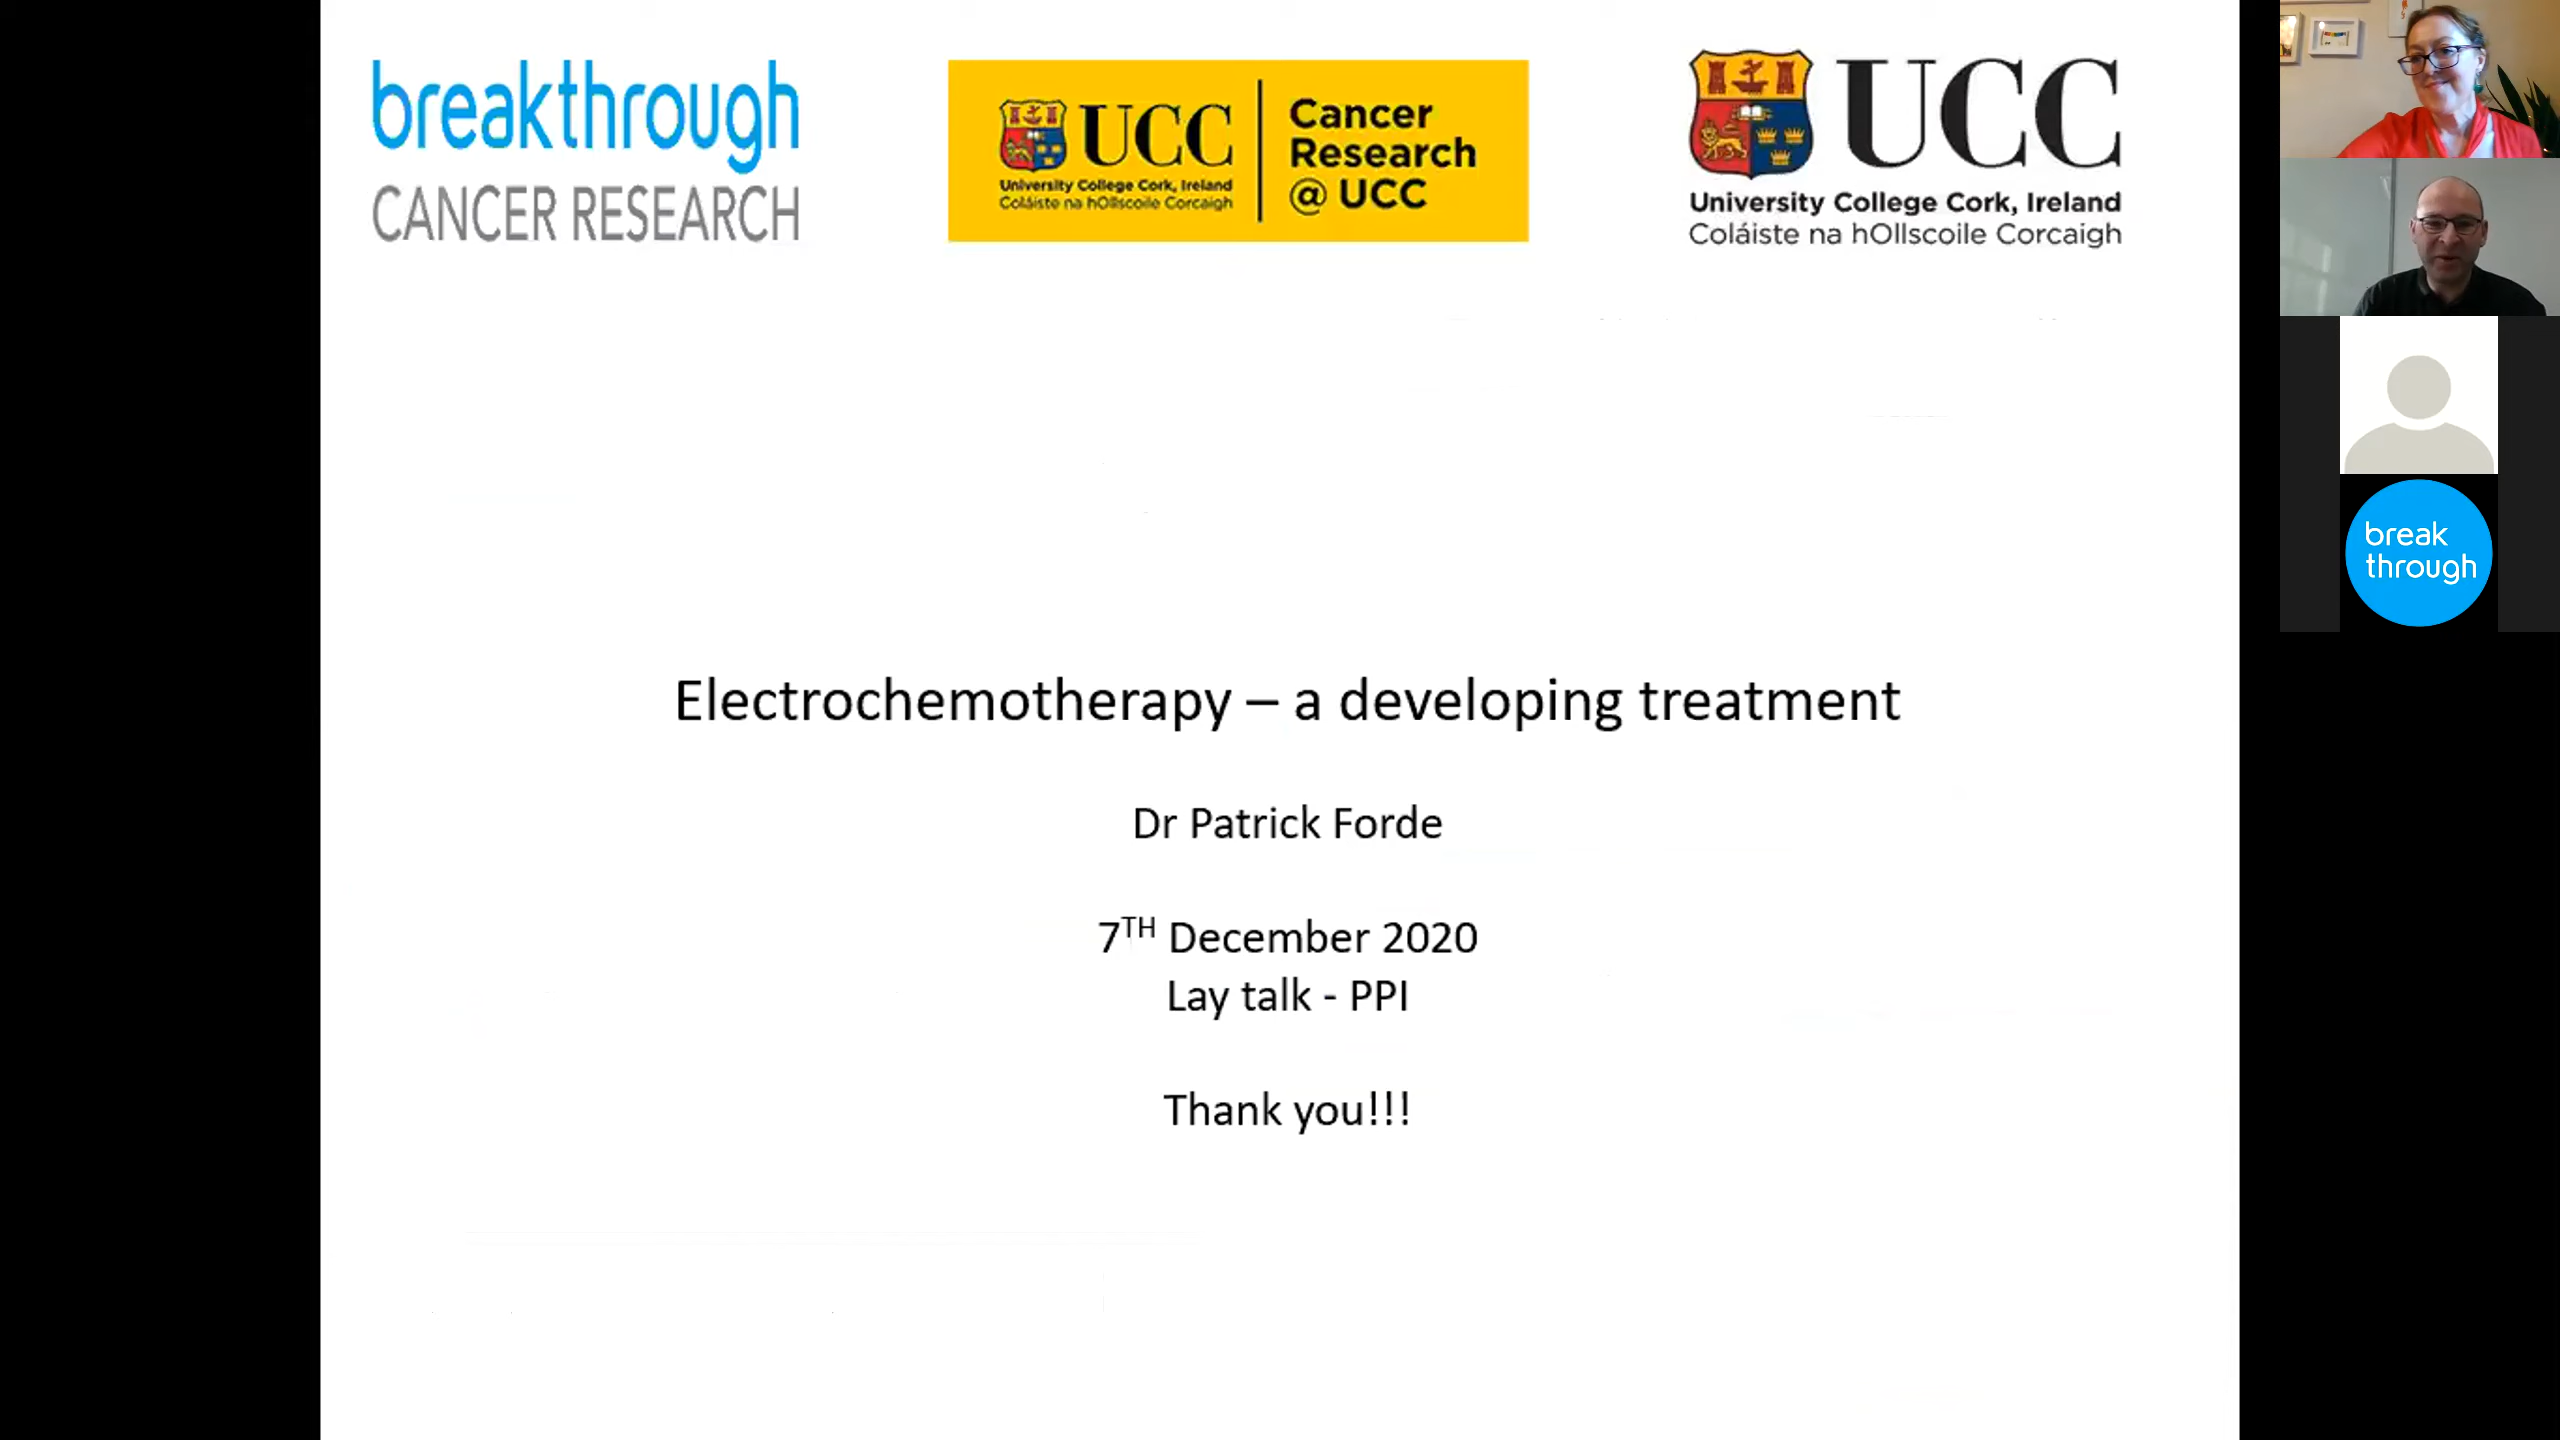 breakthrough
CANCER RESEARCH
UCC
University College Cork, Ireland
Coláiste na hOllscoile Corcaigh
Cancer
Research
@ UCC
UCC
University College Cork, Ireland
Coláiste na hOllscoile Corcaigh
break
through
Electrochemotherapy – a developing treatment
Dr Patrick Forde
7TH December 2020
Lay talk - PPI
Thank you!!!